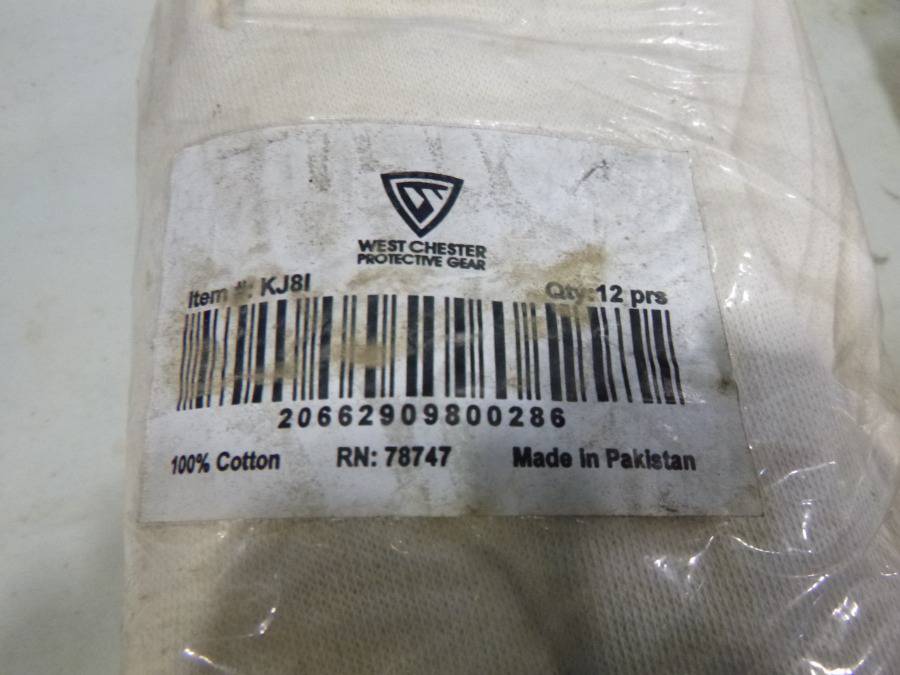 WEST CHESTER
PROTECTIVE GEAR
Item #: KJ8I Qty:12 prs
20662909800286
100% Cotton RN: 78747 Made in Pakistan